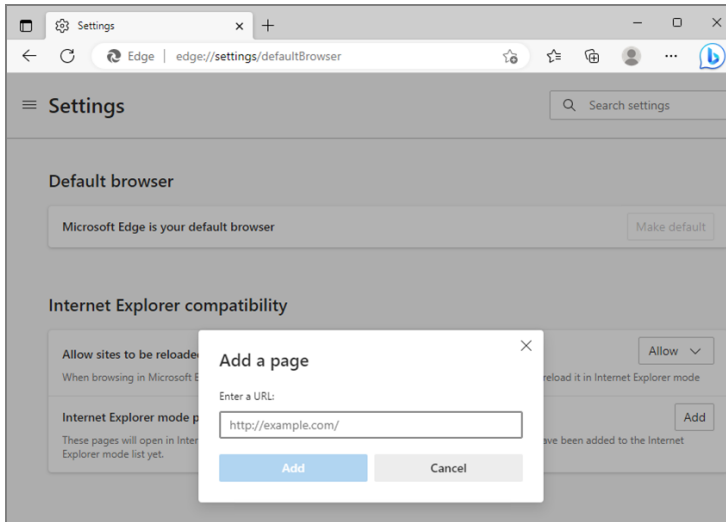 Settings
Edge | edge://settings/defaultBrowser
Settings
Search settings
Default browser
Microsoft Edge is your default browser
Make default
Internet Explorer compatibility
Allow sites to be reloade
Allow
When browsing in Microsoft E
reload it in Internet Explorer mode
Internet Explorer mode p
Add
These pages will open in Inter
ave been added to the Internet
Explorer mode list yet.
Add a page
Enter a URL:
http://example.com/
Add
Cancel